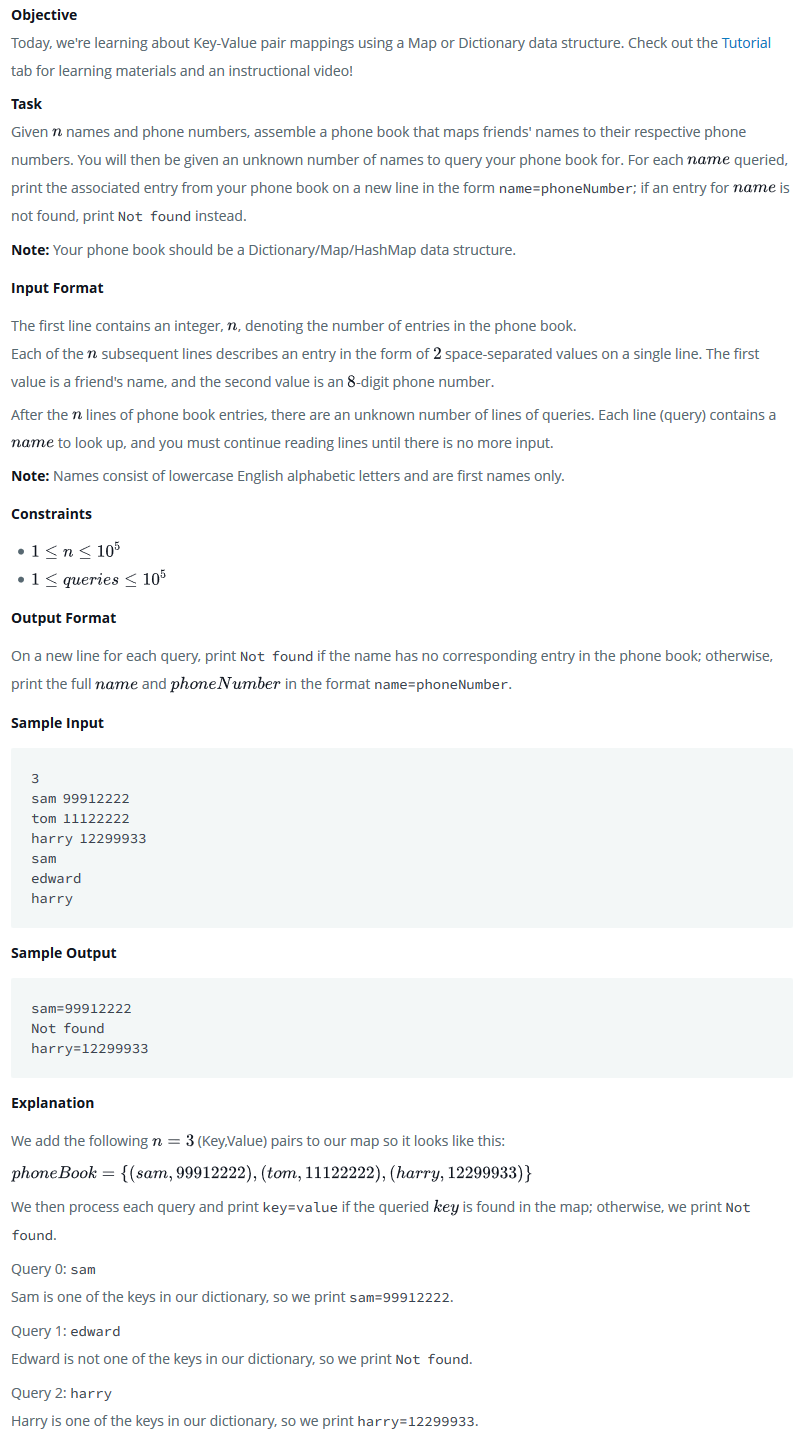 Objective
Today, we're learning about Key-Value pair mappings using a Map or Dictionary data structure. Check out the Tutorial
tab for learning materials and an instructional video!
Task
Given n names and phone numbers, assemble a phone book that maps friends' names to their respective phone
numbers. You will then be given an unknown number of names to query your phone book for. For each name queried,
print the associated entry from your phone book on a new line in the form name=phoneNumber; if an entry for name is
not found, print Not found instead.
Note: Your phone book should be a Dictionary/Map/HashMap data structure.
Input Format
The first line contains an integer, n, denoting the number of entries in the phone book.
Each of the n subsequent lines describes an entry in the form of 2 space-separated values on a single line. The first
value is a friend's name, and the second value is an 8-digit phone number.
After the n lines of phone book entries, there are an unknown number of lines of queries. Each line (query) contains a
name to look up, and you must continue reading lines until there is no more input.
Note: Names consist of lowercase English alphabetic letters and are first names only.
Constraints
• 1 ≤ n ≤ 10^5
• 1 ≤ queries ≤ 10^5
Output Format
On a new line for each query, print Not found if the name has no corresponding entry in the phone book; otherwise,
print the full name and phoneNumber in the format name=phoneNumber.
Sample Input
3
sam 99912222
tom 11122222
harry 12299933
sam
edward
harry
Sample Output
sam=99912222
Not found
harry=12299933
Explanation
We add the following n = 3 (Key,Value) pairs to our map so it looks like this:
phoneBook = {(sam, 99912222), (tom, 11122222), (harry, 12299933)}
We then process each query and print key=value if the queried key is found in the map; otherwise, we print Not
found.
Query 0: sam
Sam is one of the keys in our dictionary, so we print sam=99912222.
Query 1: edward
Edward is not one of the keys in our dictionary, so we print Not found.
Query 2: harry
Harry is one of the keys in our dictionary, so we print harry=12299933.